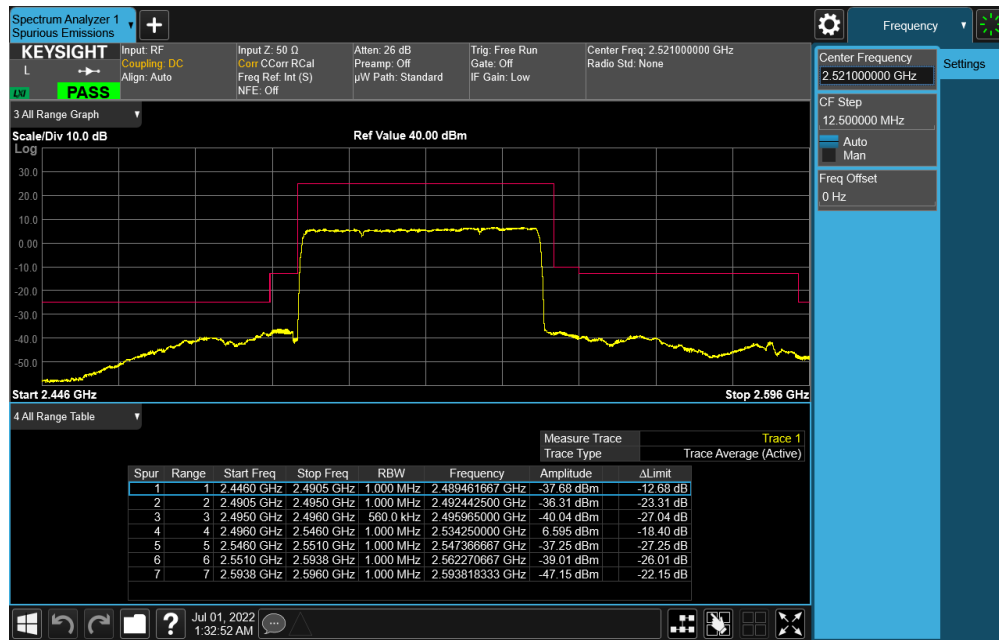 Spectrum Analyzer 1
Spurious Emissions
Frequency
KEYSIGHT
L
LXI
PASS
Input: RF
Coupling: DC
Align: Auto
Input Z: 50 Ω
Corr CCorr RCal
Freq Ref: Int (S)
NFE: Off
Atten: 26 dB
Preamp: Off
µW Path: Standard
Trig: Free Run
Gate: Off
IF Gain: Low
Center Freq: 2.521000000 GHz
Radio Std: None
Center Frequency
2.521000000 GHz
Settings
CF Step
12.500000 MHz
Auto
Man
Freq Offset
0 Hz
3 All Range Graph
Scale/Div 10.0 dB
Ref Value 40.00 dBm
Log
30.0
20.0
10.0
0.00
-10.0
-20.0
-30.0
-40.0
-50.0
Start 2.446 GHz
Stop 2.596 GHz
4 All Range Table
Measure Trace Trace 1
Trace Type Trace Average (Active)
Spur Range Start Freq Stop Freq RBW Frequency Amplitude ΔLimit
1 1 2.4460 GHz 2.4905 GHz 1.000 MHz 2.489461667 GHz -37.68 dBm -12.68 dB
2 2 2.4905 GHz 2.4950 GHz 1.000 MHz 2.492442500 GHz -36.31 dBm -23.31 dB
3 3 2.4950 GHz 2.4960 GHz 560.0 kHz 2.495965000 GHz -40.04 dBm -27.04 dB
4 4 2.4960 GHz 2.5460 GHz 1.000 MHz 2.534250000 GHz 6.595 dBm -18.40 dB
5 5 2.5460 GHz 2.5510 GHz 1.000 MHz 2.547366667 GHz -37.25 dBm -27.25 dB
6 6 2.5510 GHz 2.5938 GHz 1.000 MHz 2.562270667 GHz -39.01 dBm -26.01 dB
7 7 2.5938 GHz 2.5960 GHz 1.000 MHz 2.593818333 GHz -47.15 dBm -22.15 dB
Jul 01, 2022
1:32:52 AM